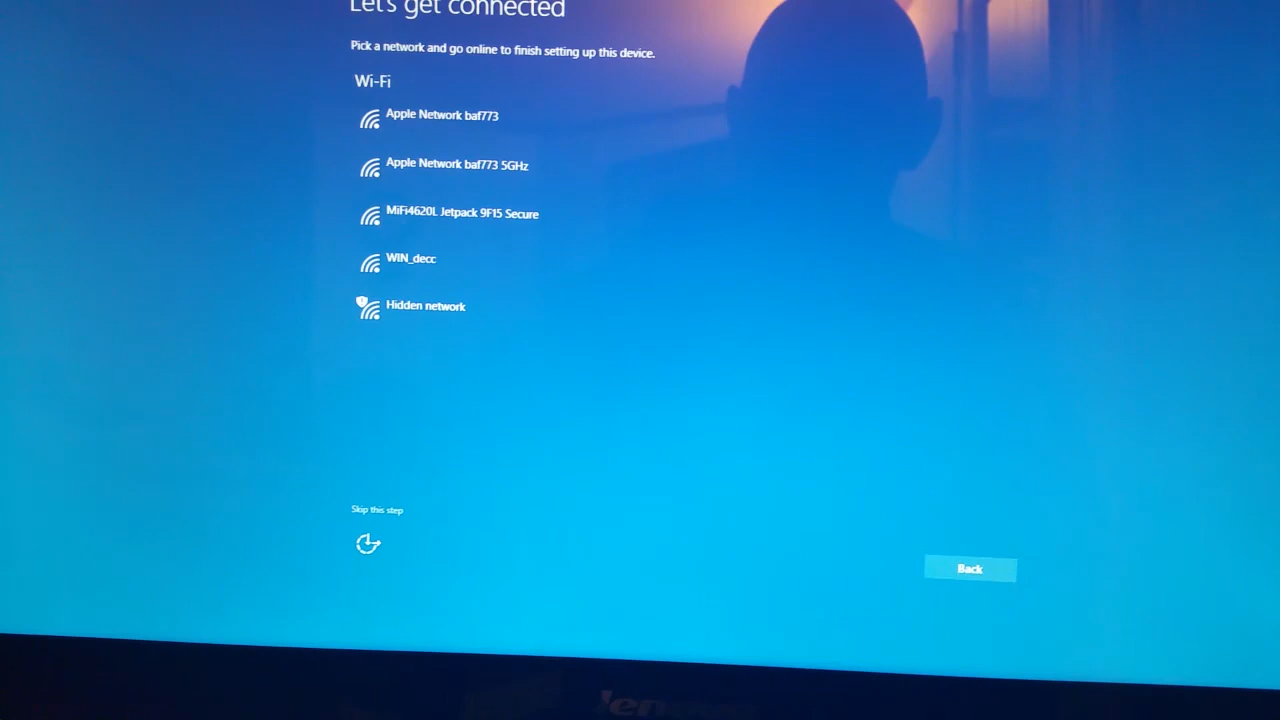 Let's get connected
Pick a network and go online to finish setting up this device.
Wi-Fi
Apple Network baf773
Apple Network baf773 5GHz
MiFi4620L Jetpack 9F15 Secure
WIN_decc
Hidden network
Skip this step
Back